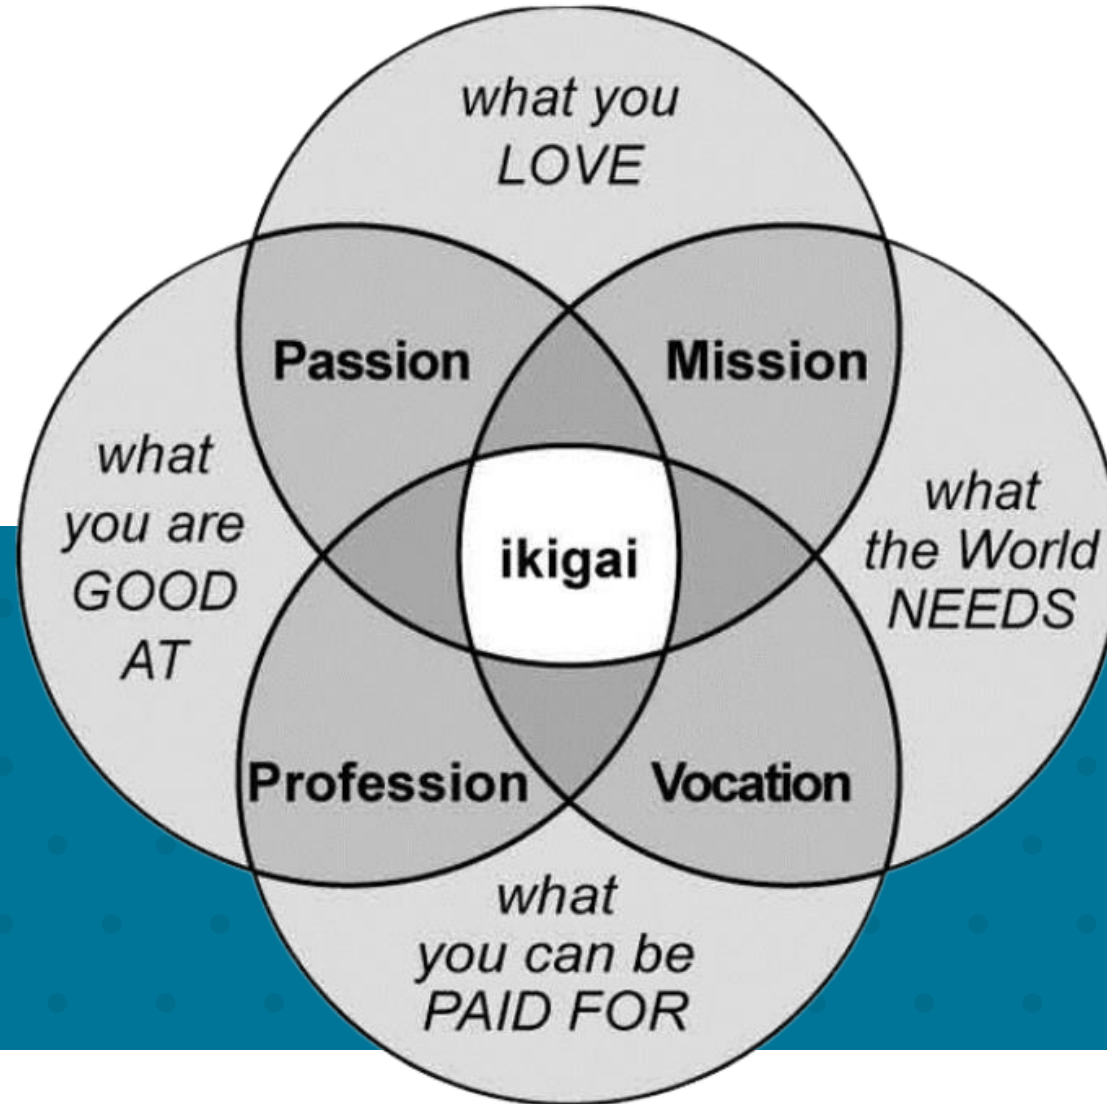 what you
LOVE
Passion
Mission
what
you are
GOOD
AT
ikigai
what
the World
NEEDS
Profession
Vocation
what
you can be
PAID FOR